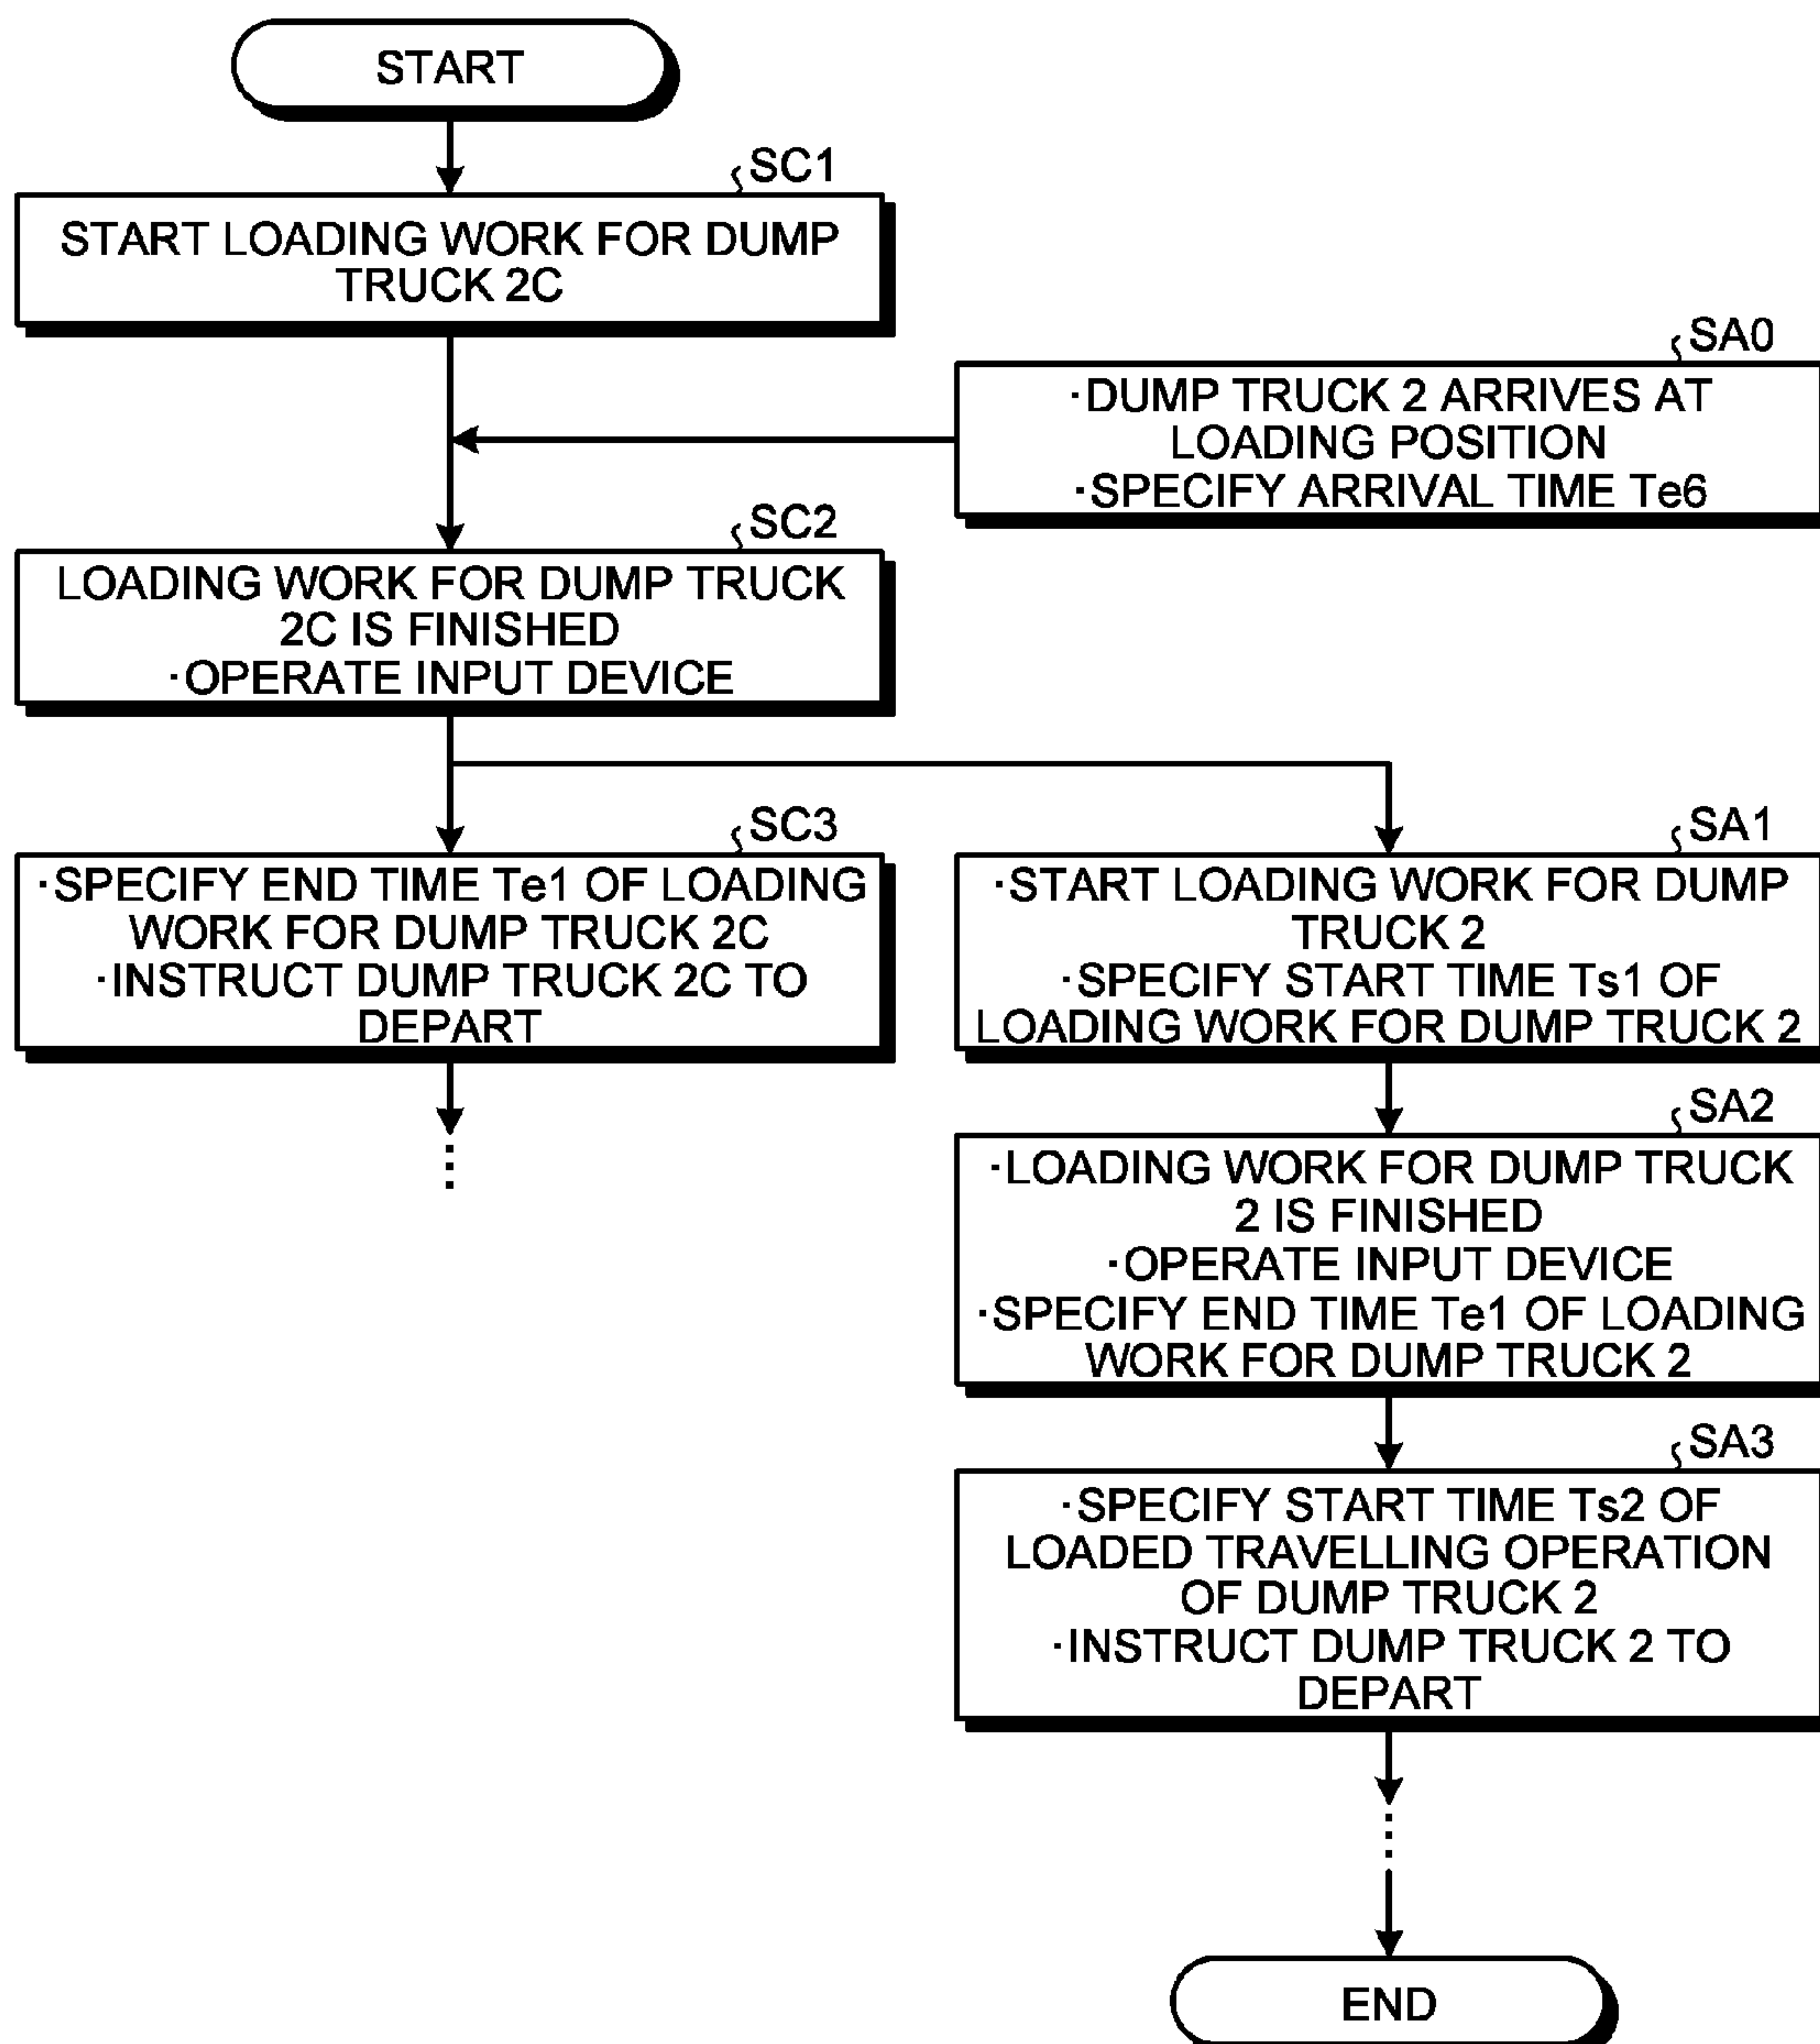 START
SC1
START LOADING WORK FOR DUMP
TRUCK 2C
SA0
·DUMP TRUCK 2 ARRIVES AT
LOADING POSITION
·SPECIFY ARRIVAL TIME Te6
SC2
LOADING WORK FOR DUMP TRUCK
2C IS FINISHED
·OPERATE INPUT DEVICE
SC3
·SPECIFY END TIME Te1 OF LOADING
WORK FOR DUMP TRUCK 2C
·INSTRUCT DUMP TRUCK 2C TO
DEPART
SA1
·START LOADING WORK FOR DUMP
TRUCK 2
·SPECIFY START TIME Ts1 OF
LOADING WORK FOR DUMP TRUCK 2
SA2
·LOADING WORK FOR DUMP TRUCK
2 IS FINISHED
·OPERATE INPUT DEVICE
·SPECIFY END TIME Te1 OF LOADING
WORK FOR DUMP TRUCK 2
SA3
·SPECIFY START TIME Ts2 OF
LOADED TRAVELLING OPERATION
OF DUMP TRUCK 2
·INSTRUCT DUMP TRUCK 2 TO
DEPART
END